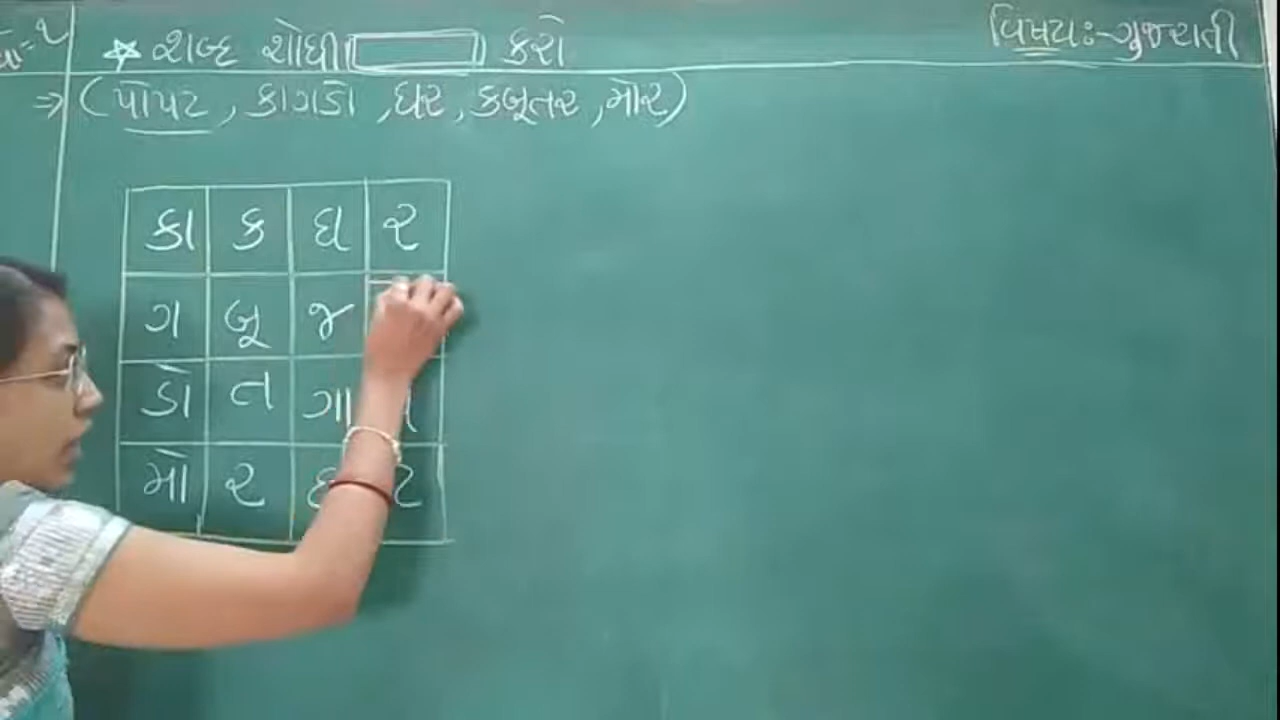 ★ શબ્દ શોધી કરો
વિષયઃ-ગુજરાતી
⇒ (પોપટ, કાગડો, ઘર, કબૂતર, મોર)
કા ક ઘ ર
ગ બૂ જ
ડો ત ગા
મો ર ટ